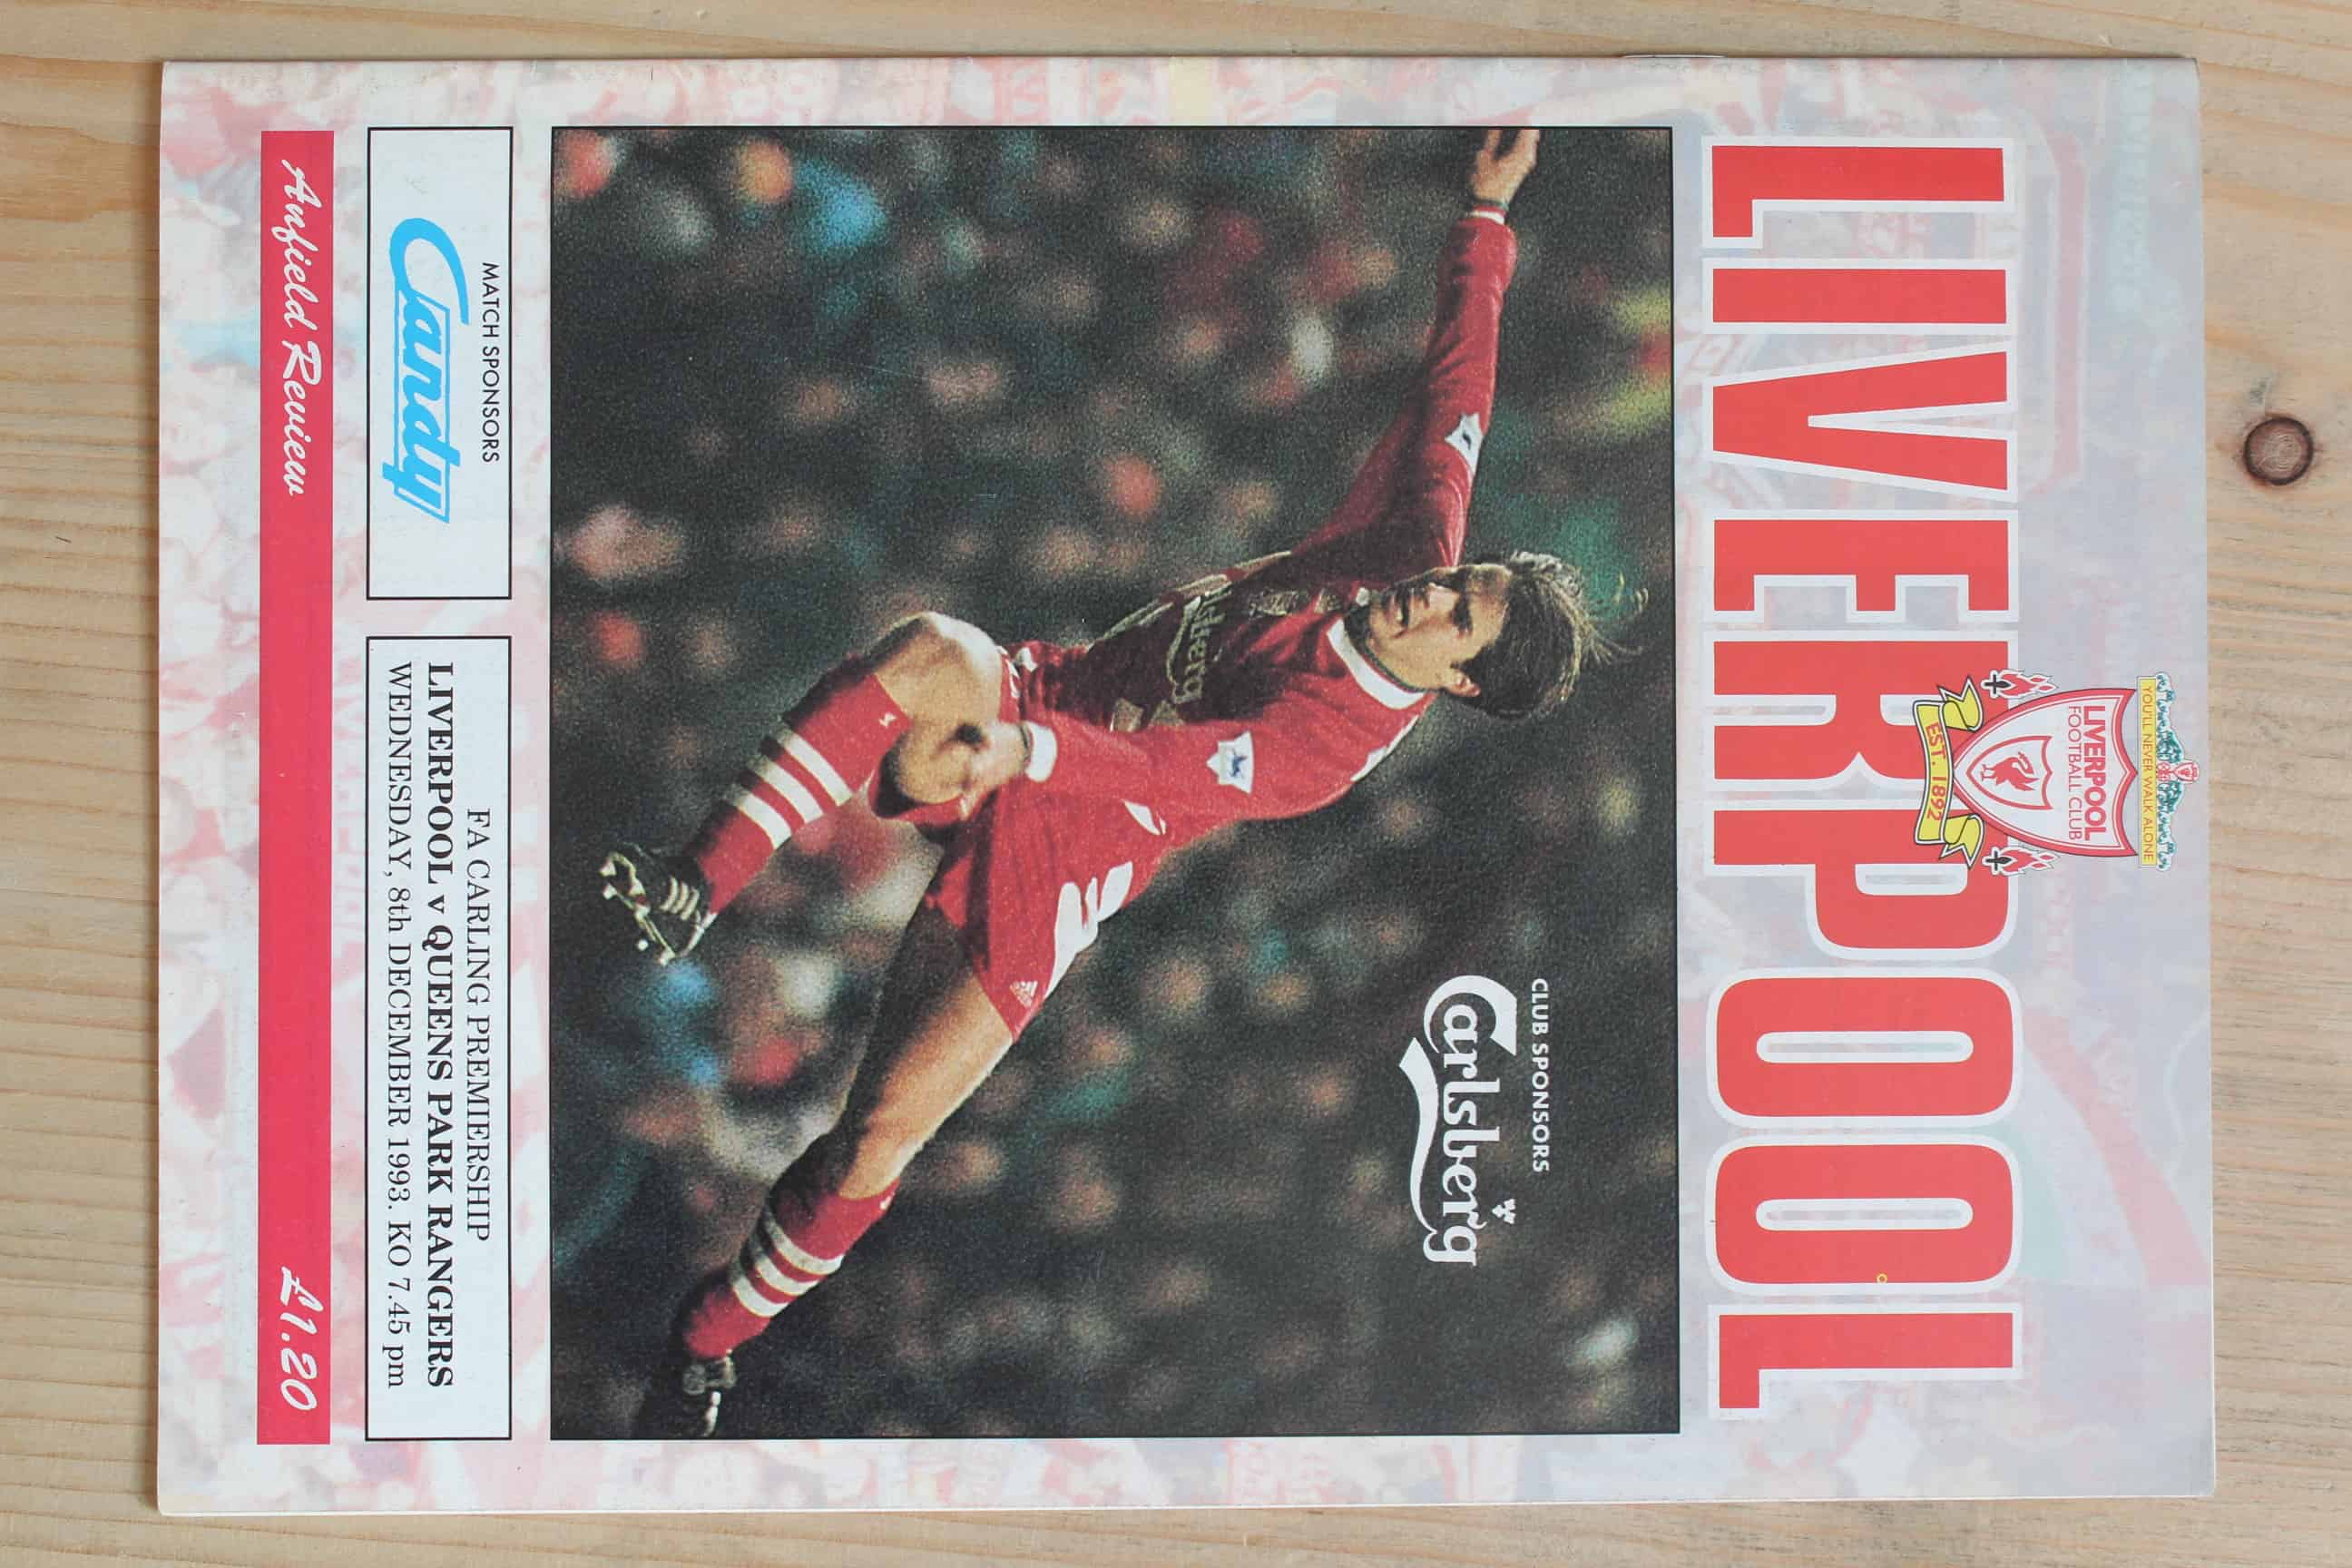 YOU'LL NEVER WALK ALONE
LIVERPOOL
FOOTBALL CLUB
EST. 1892
LIVERPOOL
CLUB SPONSORS
Carlsberg
MATCH SPONSORS
Candy
FA CARLING PREMIERSHIP
LIVERPOOL v QUEENS PARK RANGERS
WEDNESDAY, 8th DECEMBER 1993. KO 7.45 pm
Anfield Review
£1.20